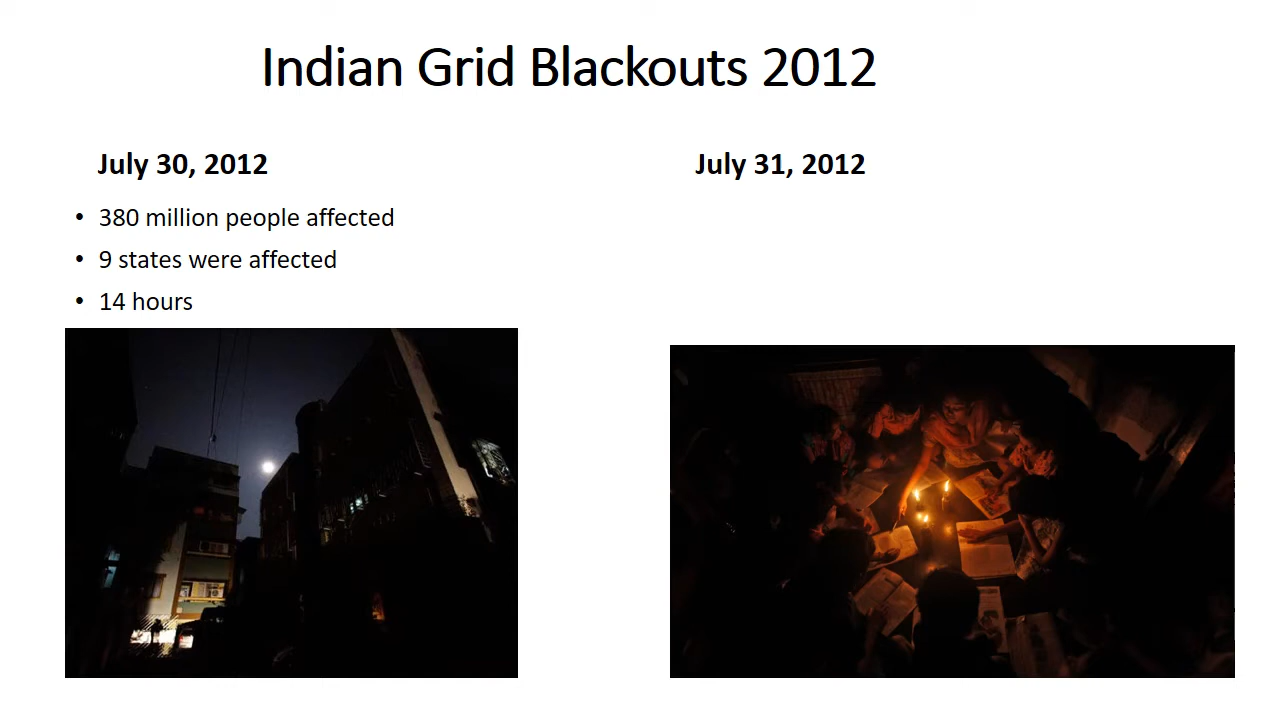 Indian Grid Blackouts 2012
July 30, 2012
• 380 million people affected
• 9 states were affected
• 14 hours
July 31, 2012